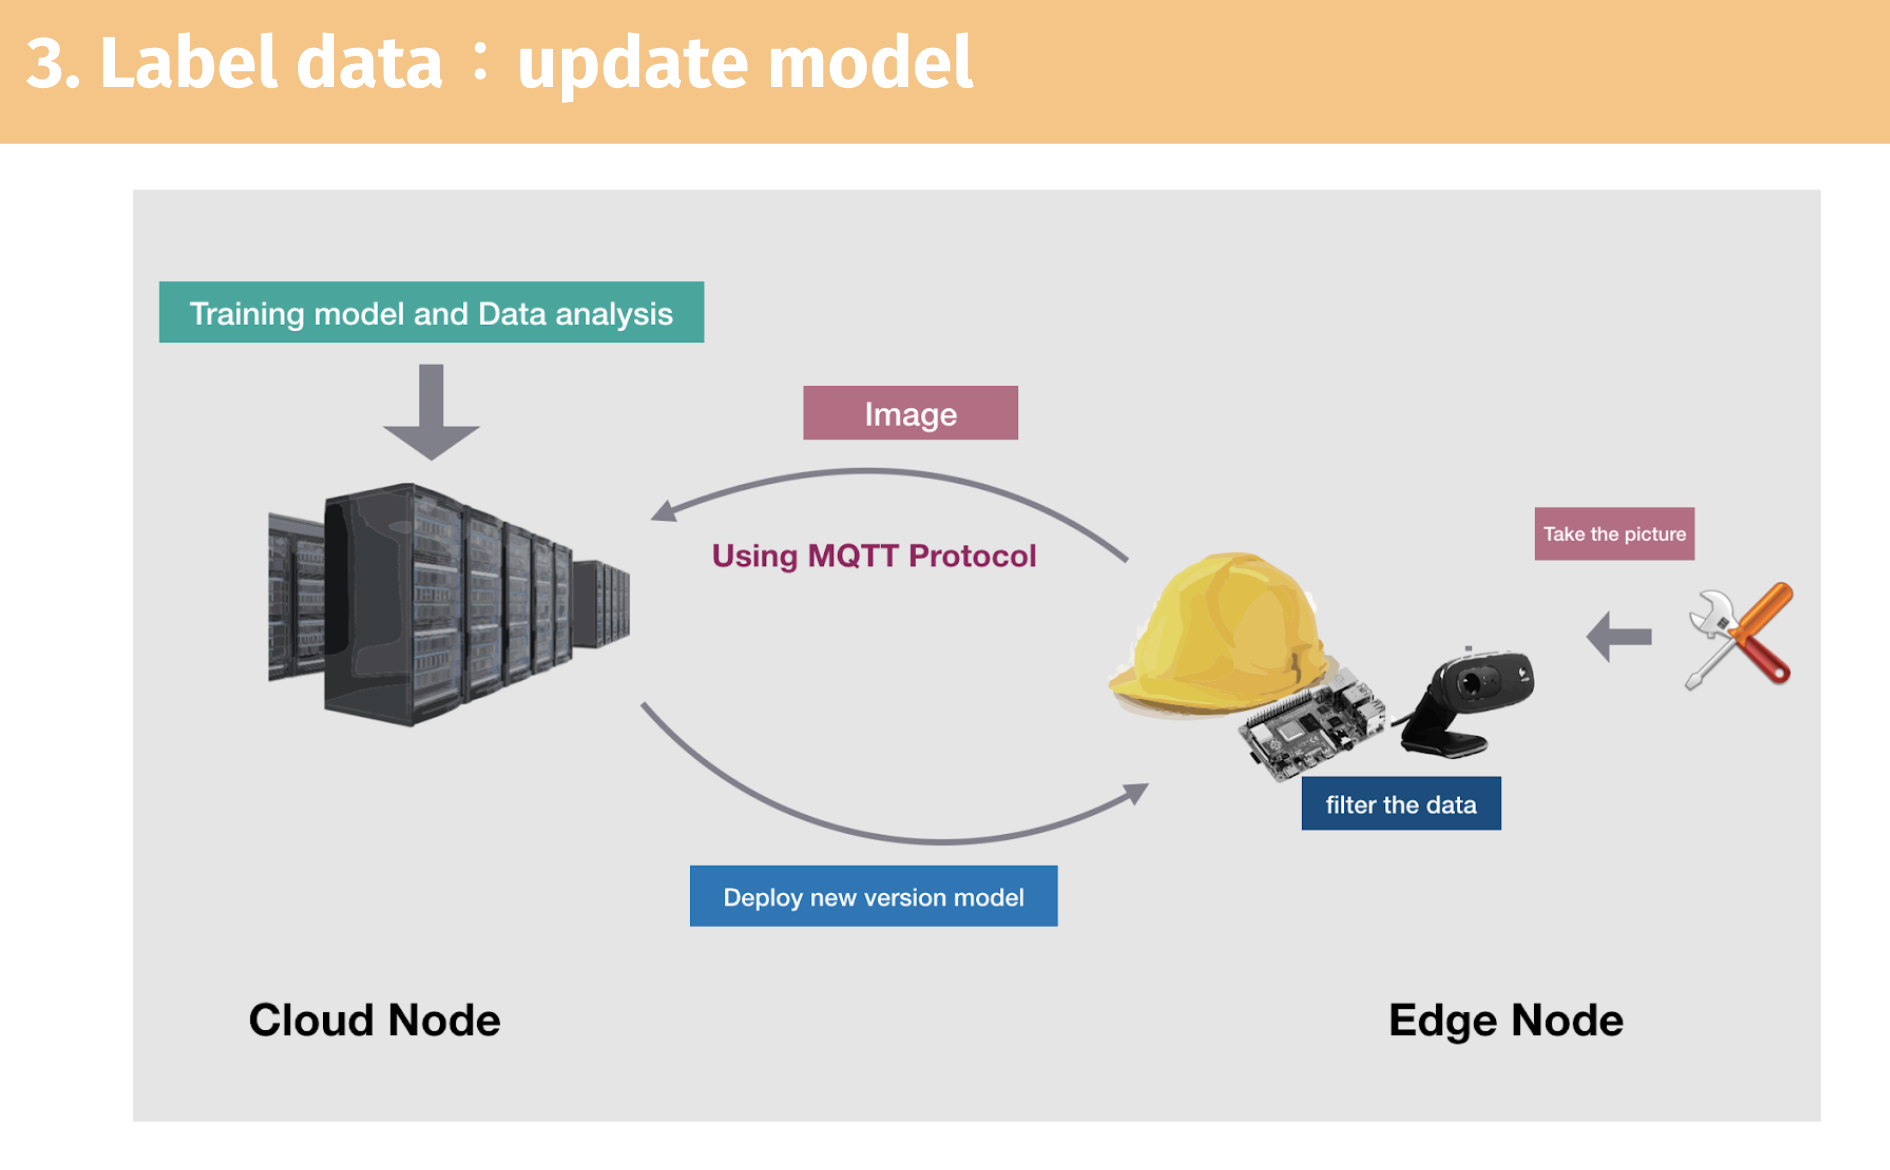 3. Label data：update model
Training model and Data analysis
Image
Using MQTT Protocol
Take the picture
filter the data
Deploy new version model
Cloud Node
Edge Node